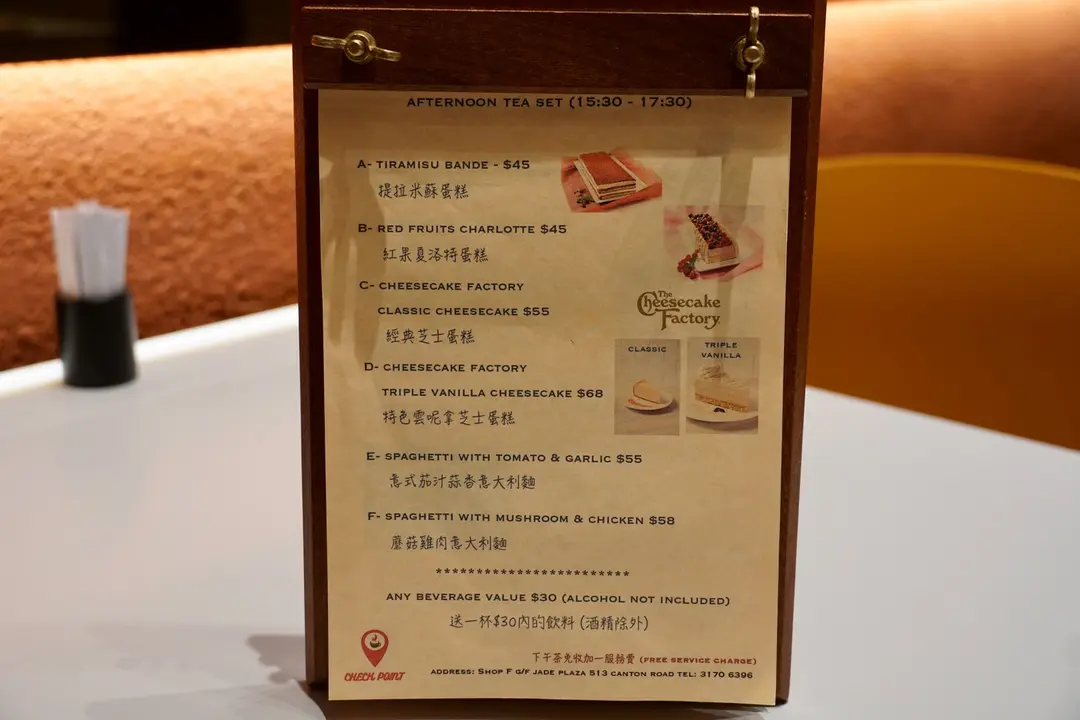 AFTERNOON TEA SET (15:30 - 17:30)
A- TIRAMISU BANDE - $45
提拉米蘇蛋糕
B- RED FRUITS CHARLOTTE $45
紅果夏洛特蛋糕
C- CHEESECAKE FACTORY
CLASSIC CHEESECAKE $55
經典芝士蛋糕
The
Cheesecake
Factory
CLASSIC
TRIPLE
VANILLA
D- CHEESECAKE FACTORY
TRIPLE VANILLA CHEESECAKE $68
特色雲呢拿芝士蛋糕
E- SPAGHETTI WITH TOMATO & GARLIC $55
意式茄汁蒜香意大利麵
F- SPAGHETTI WITH MUSHROOM & CHICKEN $58
蘑菇雞肉意大利麵
************************
ANY BEVERAGE VALUE $30 (ALCOHOL NOT INCLUDED)
送一杯$30內的飲料 (酒精除外)
下午茶免收加一服務費 (FREE SERVICE CHARGE)
CHECK POINT
ADDRESS: SHOP F G/F JADE PLAZA 513 CANTON ROAD TEL: 3170 6396